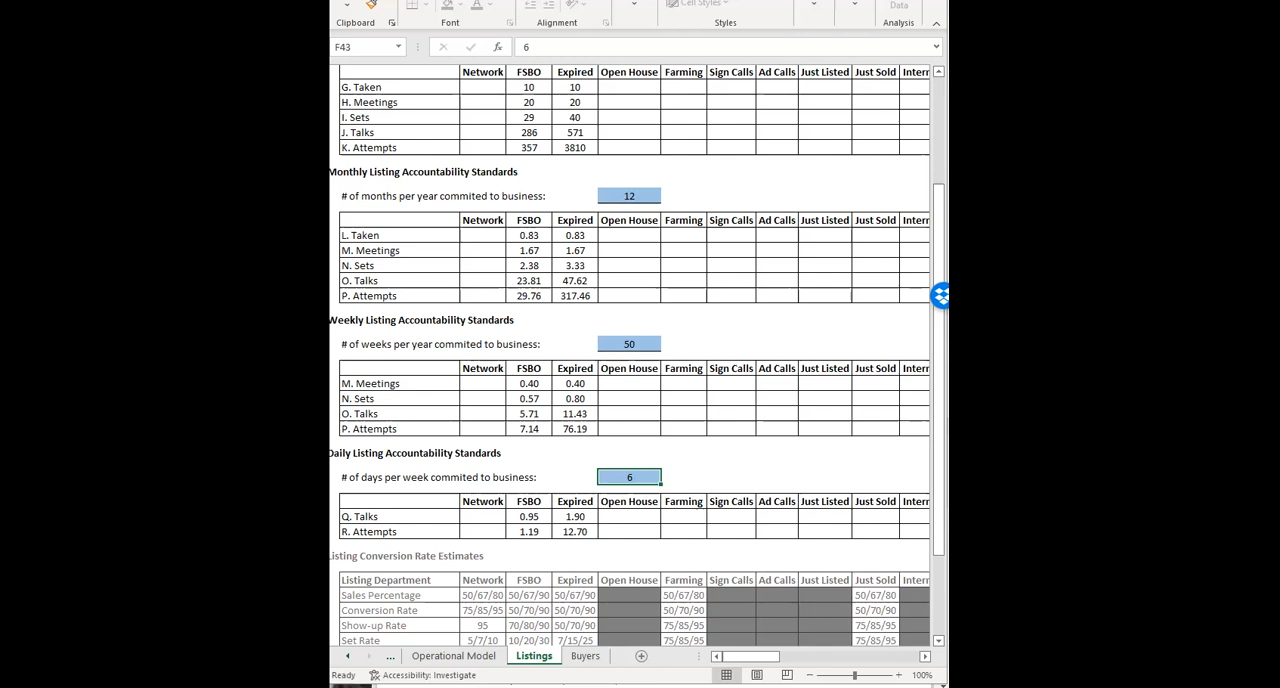 Data
Cell Styles
Clipboard Font Alignment Styles Analysis
F43 fx 6
Network FSBO Expired Open House Farming Sign Calls Ad Calls Just Listed Just Sold Intern
G. Taken 10 10
H. Meetings 20 20
I. Sets 29 40
J. Talks 286 571
K. Attempts 357 3810
Monthly Listing Accountability Standards
# of months per year commited to business: 12
Network FSBO Expired Open House Farming Sign Calls Ad Calls Just Listed Just Sold Intern
L. Taken 0.83 0.83
M. Meetings 1.67 1.67
N. Sets 2.38 3.33
O. Talks 23.81 47.62
P. Attempts 29.76 317.46
Weekly Listing Accountability Standards
# of weeks per year commited to business: 50
Network FSBO Expired Open House Farming Sign Calls Ad Calls Just Listed Just Sold Intern
M. Meetings 0.40 0.40
N. Sets 0.57 0.80
O. Talks 5.71 11.43
P. Attempts 7.14 76.19
Daily Listing Accountability Standards
# of days per week commited to business: 6
Network FSBO Expired Open House Farming Sign Calls Ad Calls Just Listed Just Sold Intern
Q. Talks 0.95 1.90
R. Attempts 1.19 12.70
Listing Conversion Rate Estimates
Listing Department Network FSBO Expired Open House Farming Sign Calls Ad Calls Just Listed Just Sold Intern
Sales Percentage 50/67/80 50/67/90 50/67/90 50/67/80 50/67/80
Conversion Rate 75/85/95 50/70/90 50/70/90 50/70/90 50/70/90
Show-up Rate 95 70/80/90 50/70/90 75/85/95 75/85/95
Set Rate 5/7/10 10/20/30 7/15/25 75/85/95 75/85/95
... Operational Model Listings Buyers
Ready Accessibility: Investigate 100%